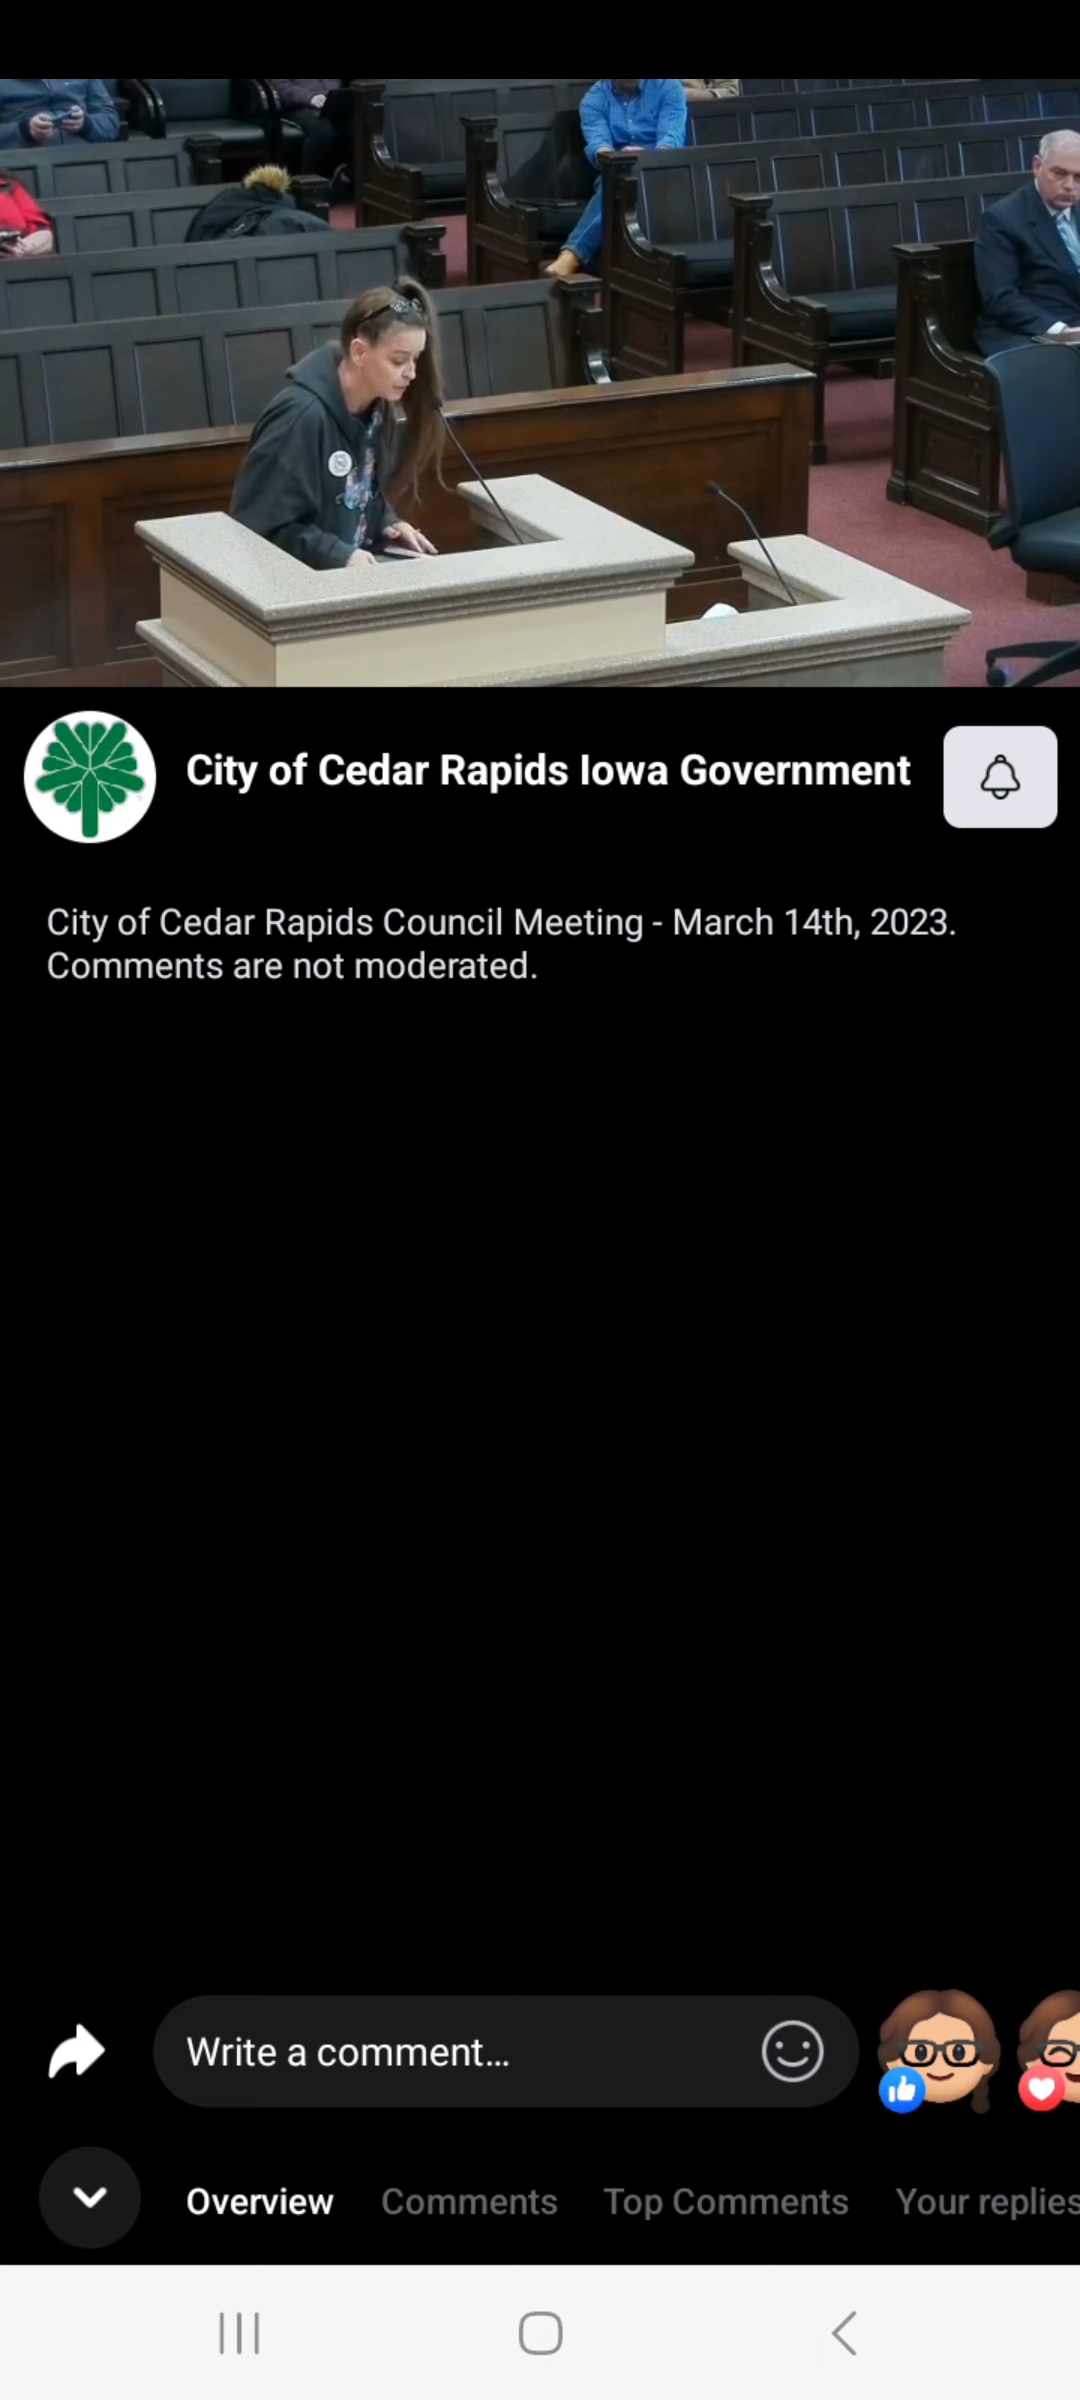 City of Cedar Rapids Iowa Government
City of Cedar Rapids Council Meeting - March 14th, 2023.
Comments are not moderated.
Write a comment...
Overview
Comments
Top Comments
Your replies